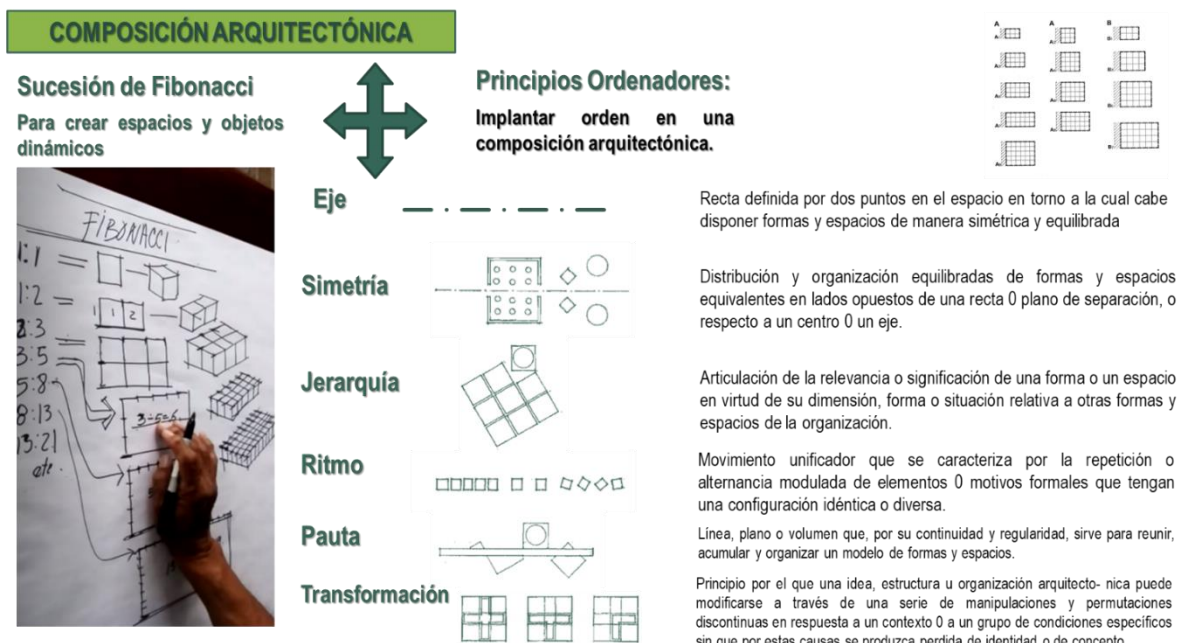 COMPOSICIÓN ARQUITECTÓNICA
Sucesión de Fibonacci
Para crear espacios y objetos
dinámicos
FIBONACCI
1:1
1:2
1 1 2
2:3
3:5
5:8
8:13
13:21
etc.
Principios Ordenadores:
Implantar orden en una
composición arquitectónica.
A A B
Eje
Recta definida por dos puntos en el espacio en torno a la cual cabe
disponer formas y espacios de manera simétrica y equilibrada
Simetría
Distribución y organización equilibradas de formas y espacios
equivalentes en lados opuestos de una recta 0 plano de separación, o
respecto a un centro 0 un eje.
Jerarquía
Articulación de la relevancia o significación de una forma o un espacio
en virtud de su dimensión, forma o situación relativa a otras formas y
espacios de la organización.
Ritmo
Movimiento unificador que se caracteriza por la repetición o
alternancia modulada de elementos 0 motivos formales que tengan
una configuración idéntica o diversa.
Pauta
Línea, plano o volumen que, por su continuidad y regularidad, sirve para reunir,
acumular y organizar un modelo de formas y espacios.
Transformación
Principio por el que una idea, estructura u organización arquitecto- nica puede
modificarse a través de una serie de manipulaciones y permutaciones
discontinuas en respuesta a un contexto 0 a un grupo de condiciones específicos
sin que por estas causas se produzca perdida de identidad o de concepto